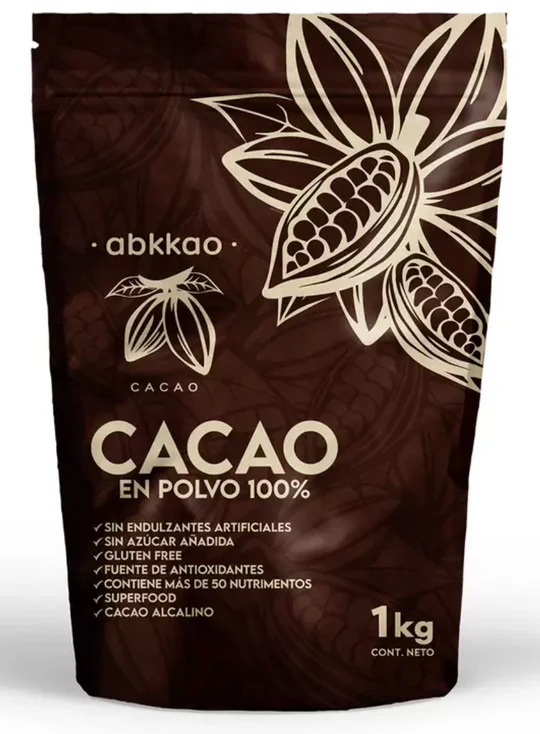 · abkkao ·
CACAO
CACAO
EN POLVO 100%
✓SIN ENDULZANTES ARTIFICIALES
✓SIN AZÚCAR AÑADIDA
✓GLUTEN FREE
✓FUENTE DE ANTIOXIDANTES
✓CONTIENE MÁS DE 50 NUTRIMENTOS
✓SUPERFOOD
✓CACAO ALCALINO
1kg
CONT. NETO